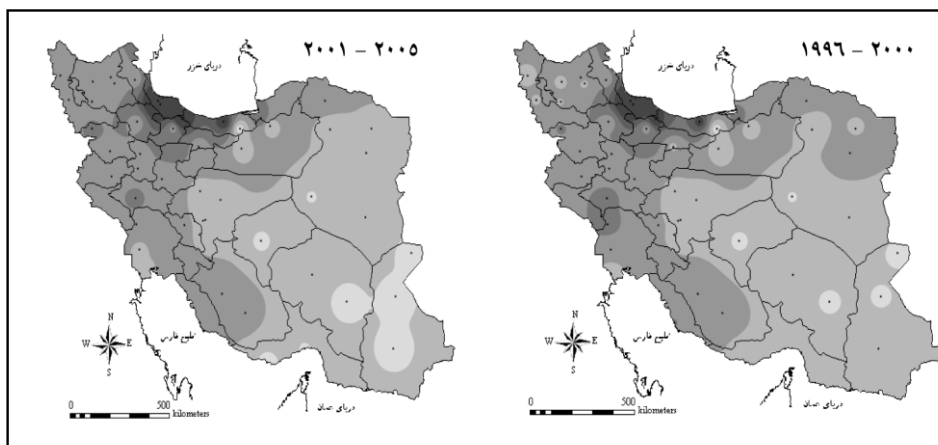 ۲۰۰۱ - ۲۰۰۵
دریای خزر
خلیج فارس
دریای عمان
N
W E
S
0 500
kilometers
۱۹۹۶ - ۲۰۰۰
دریای خزر
خلیج فارس
دریای عمان
N
W E
S
0 500
kilometers